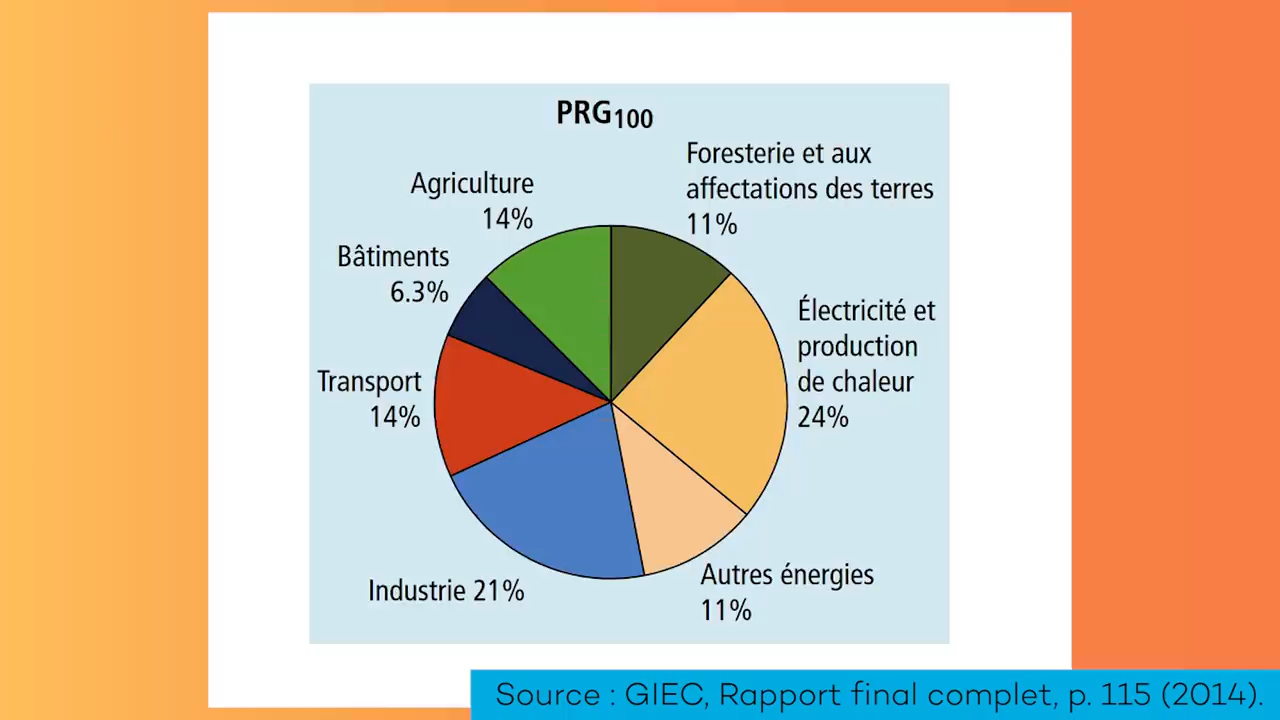 PRG100
Foresterie et aux
affectations des terres
11%
Agriculture
14%
Bâtiments
6.3%
Électricité et
production
de chaleur
24%
Transport
14%
Autres énergies
11%
Industrie 21%
Source : GIEC, Rapport final complet, p. 115 (2014).